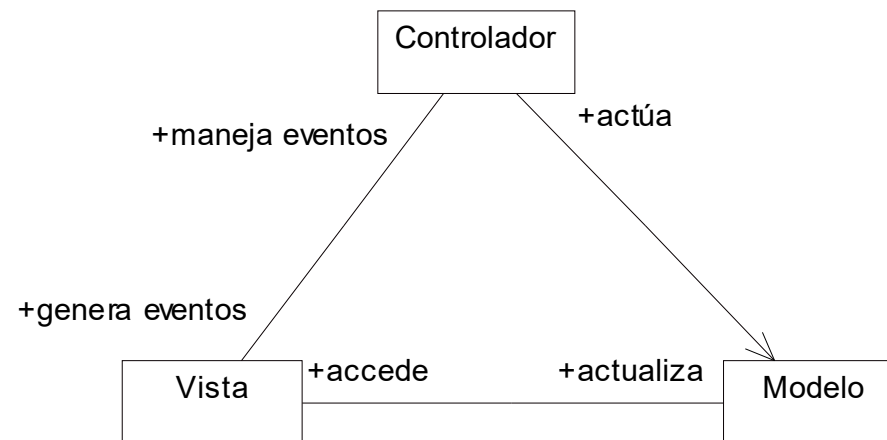 Controlador
+actúa
+maneja eventos
+genera eventos
+accede
+actualiza
Vista
Modelo